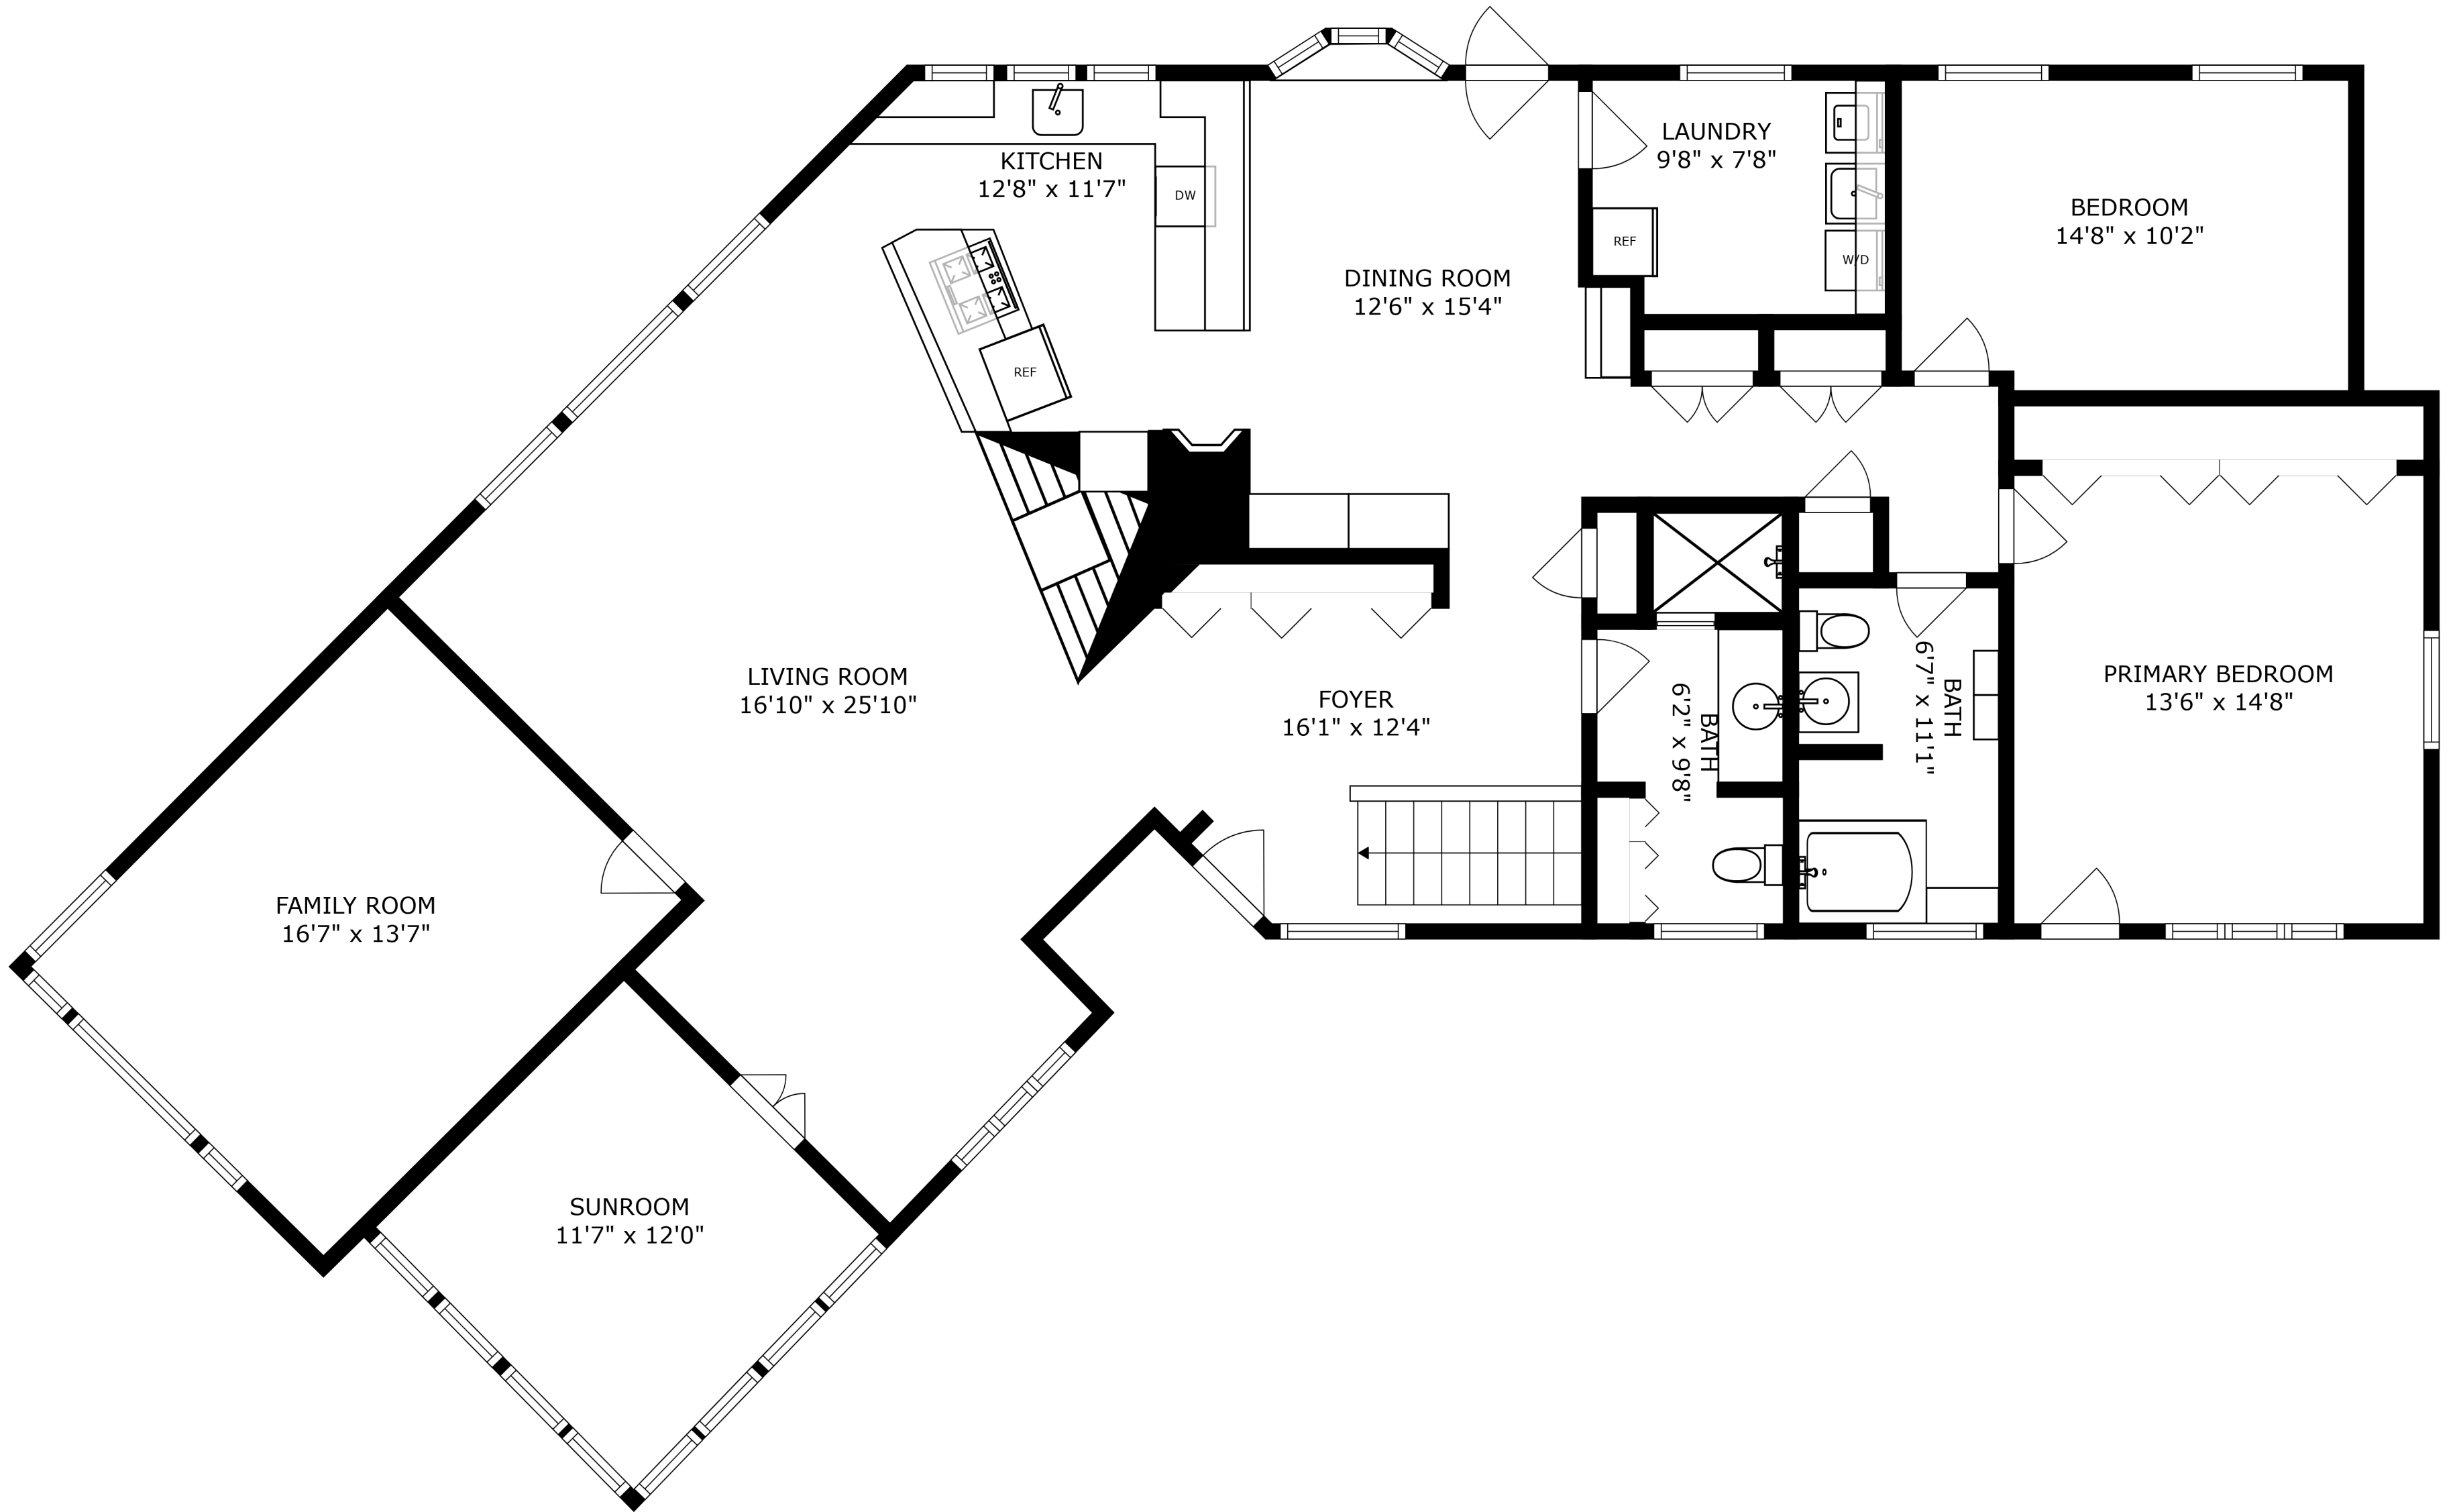 KITCHEN
12'8" x 11'7"
DW
REF
DINING ROOM
12'6" x 15'4"
LAUNDRY
9'8" x 7'8"
REF
W/D
BEDROOM
14'8" x 10'2"
LIVING ROOM
16'10" x 25'10"
FOYER
16'1" x 12'4"
BATH
6'2" x 9'8"
BATH
6'7" x 11'1"
PRIMARY BEDROOM
13'6" x 14'8"
FAMILY ROOM
16'7" x 13'7"
SUNROOM
11'7" x 12'0"